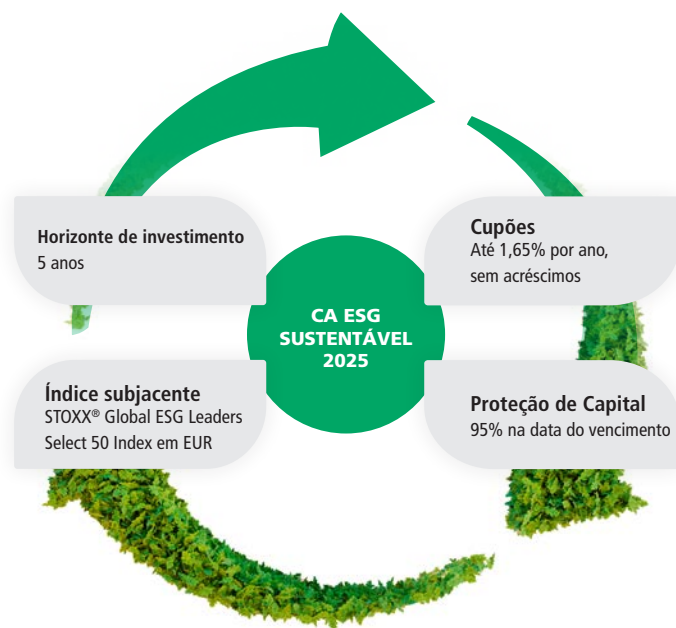 Horizonte de investimento
5 anos
Cupões
Até 1,65% por ano,
sem acréscimos
CA ESG
SUSTENTÁVEL
2025
Índice subjacente
STOXX® Global ESG Leaders
Select 50 Index em EUR
Proteção de Capital
95% na data do vencimento